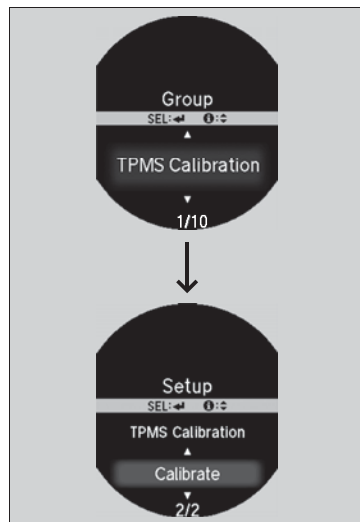 Group
SEL:↵ ℹ:⬍
▲
TPMS Calibration
▼
1/10
Setup
SEL:↵ ℹ:⬍
TPMS Calibration
▲
Calibrate
▼
2/2